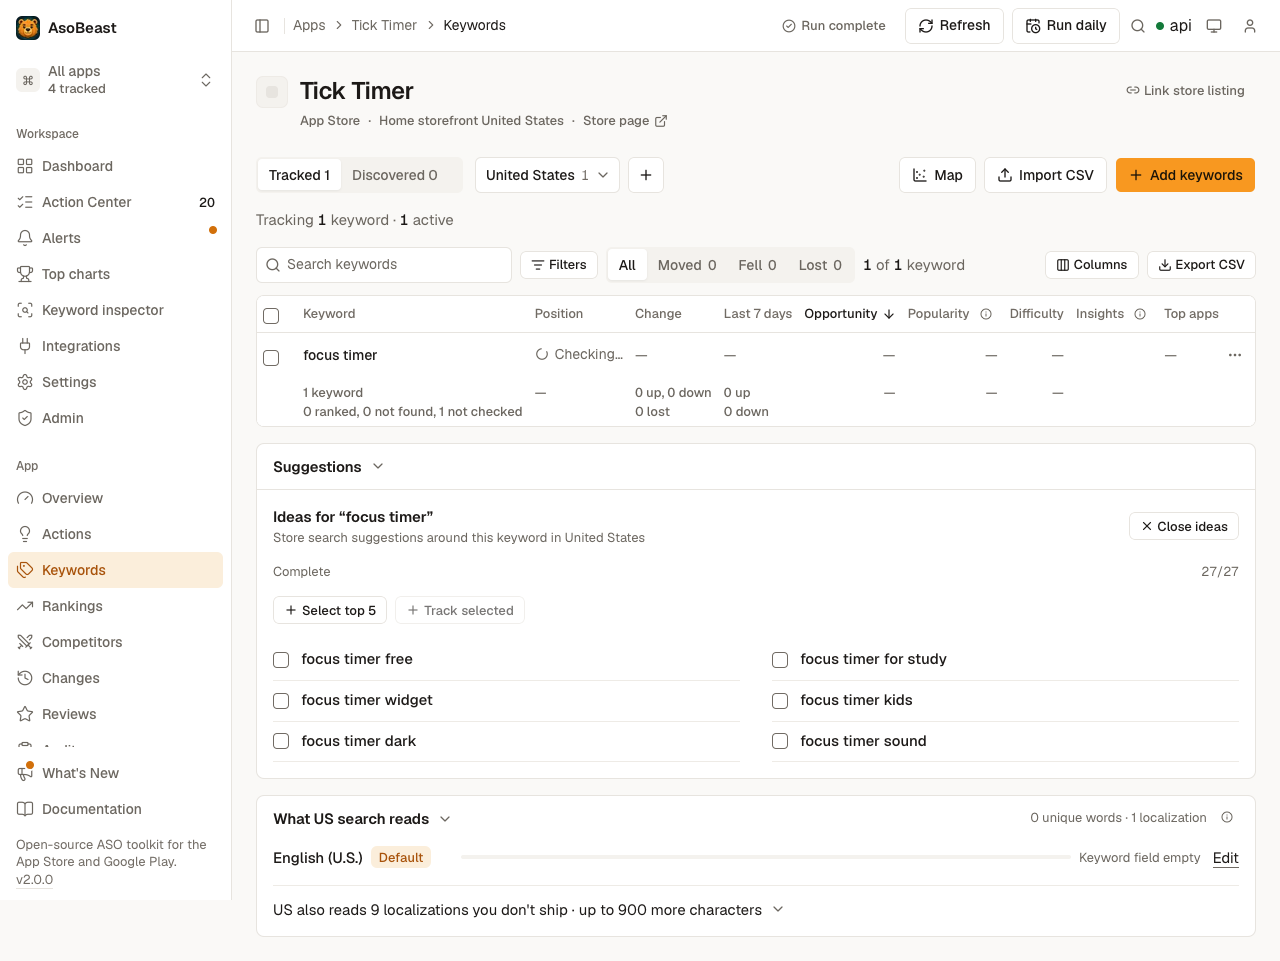 AsoBeast
All apps
4 tracked
Workspace
Dashboard
Action Center 20
Alerts
Top charts
Keyword inspector
Integrations
Settings
Admin
App
Overview
Actions
Keywords
Rankings
Competitors
Changes
Reviews
What's New
Documentation
Open-source ASO toolkit for the
App Store and Google Play.
v2.0.0
Apps > Tick Timer > Keywords
Run complete
Refresh
Run daily
api
Tick Timer
App Store · Home storefront United States · Store page
Link store listing
Tracked 1 Discovered 0
United States 1
Map
Import CSV
Add keywords
Tracking 1 keyword · 1 active
Search keywords
Filters
All Moved 0 Fell 0 Lost 0
1 of 1 keyword
Columns
Export CSV
Keyword Position Change Last 7 days Opportunity Popularity Difficulty Insights Top apps
focus timer Checking... — — — — — —
1 keyword — 0 up, 0 down 0 up — — —
0 ranked, 0 not found, 1 not checked 0 lost 0 down
Suggestions
Ideas for “focus timer”
Store search suggestions around this keyword in United States
Close ideas
Complete 27/27
Select top 5
Track selected
focus timer free
focus timer for study
focus timer widget
focus timer kids
focus timer dark
focus timer sound
What US search reads
0 unique words · 1 localization
English (U.S.) Default
Keyword field empty Edit
US also reads 9 localizations you don't ship · up to 900 more characters